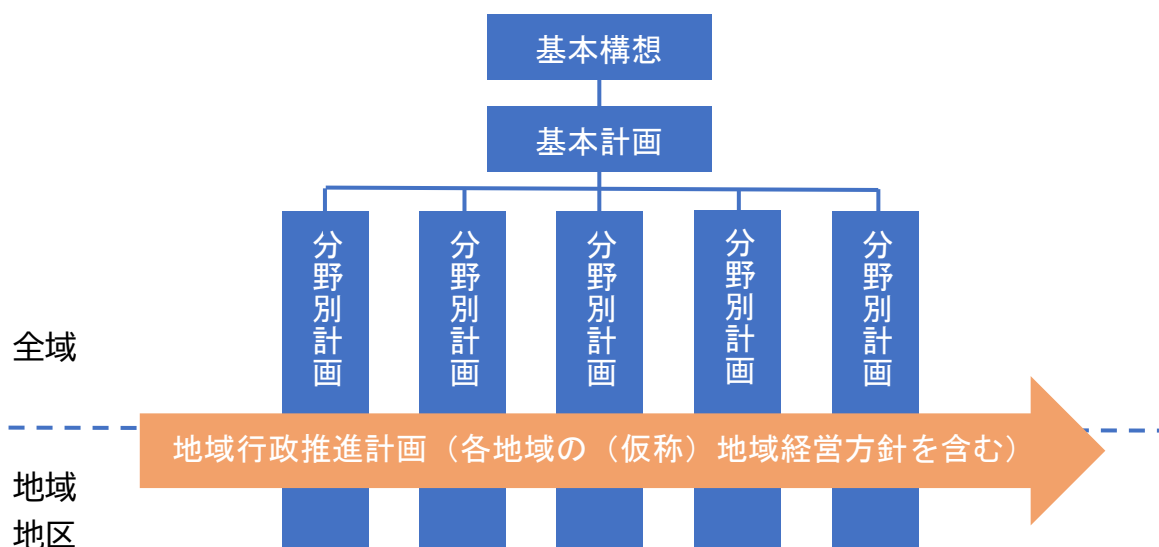 基本構想
基本計画
分野別計画
分野別計画
分野別計画
分野別計画
分野別計画
全域
地域行政推進計画（各地域の（仮称）地域経営方針を含む）
地域
地区